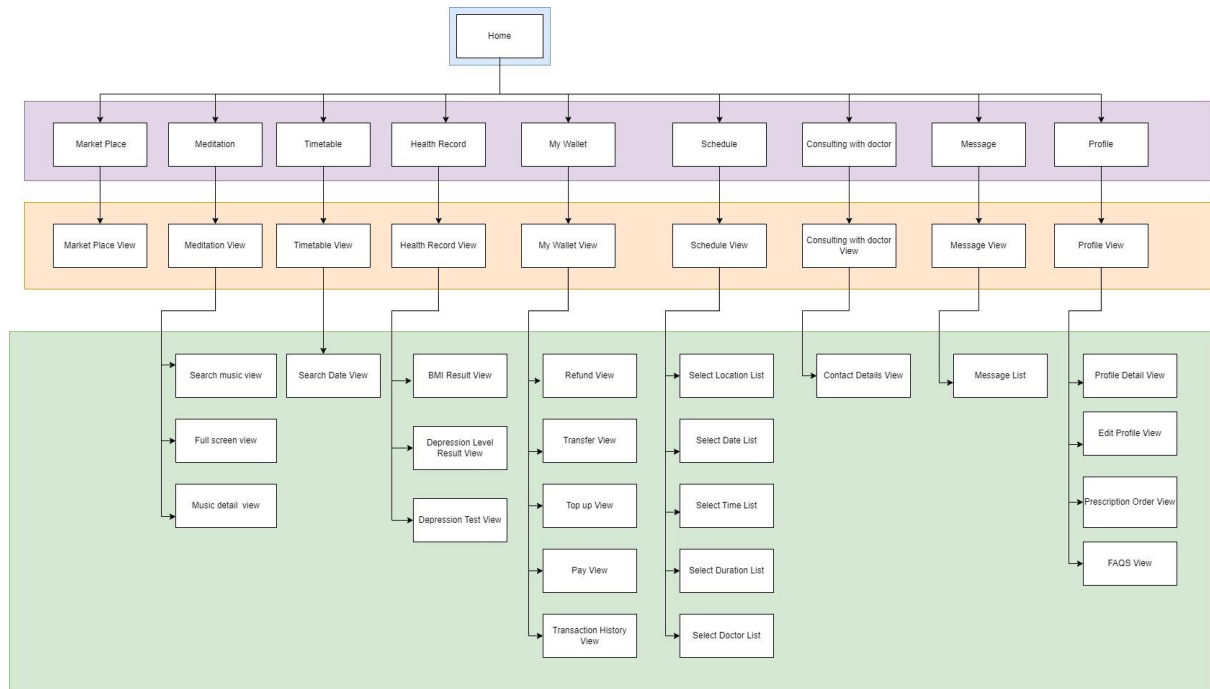 Home
Market Place
Meditation
Timetable
Health Record
My Wallet
Schedule
Consulting with doctor
Message
Profile
Market Place View
Meditation View
Timetable View
Health Record View
My Wallet View
Schedule View
Consulting with doctor
View
Message View
Profile View
Search music view
Full screen view
Music detail view
Search Date View
BMI Result View
Depression Level
Result View
Depression Test View
Refund View
Transfer View
Top up View
Pay View
Transaction History
View
Select Location List
Select Date List
Select Time List
Select Duration List
Select Doctor List
Contact Details View
Message List
Profile Detail View
Edit Profile View
Prescription Order View
FAQS View